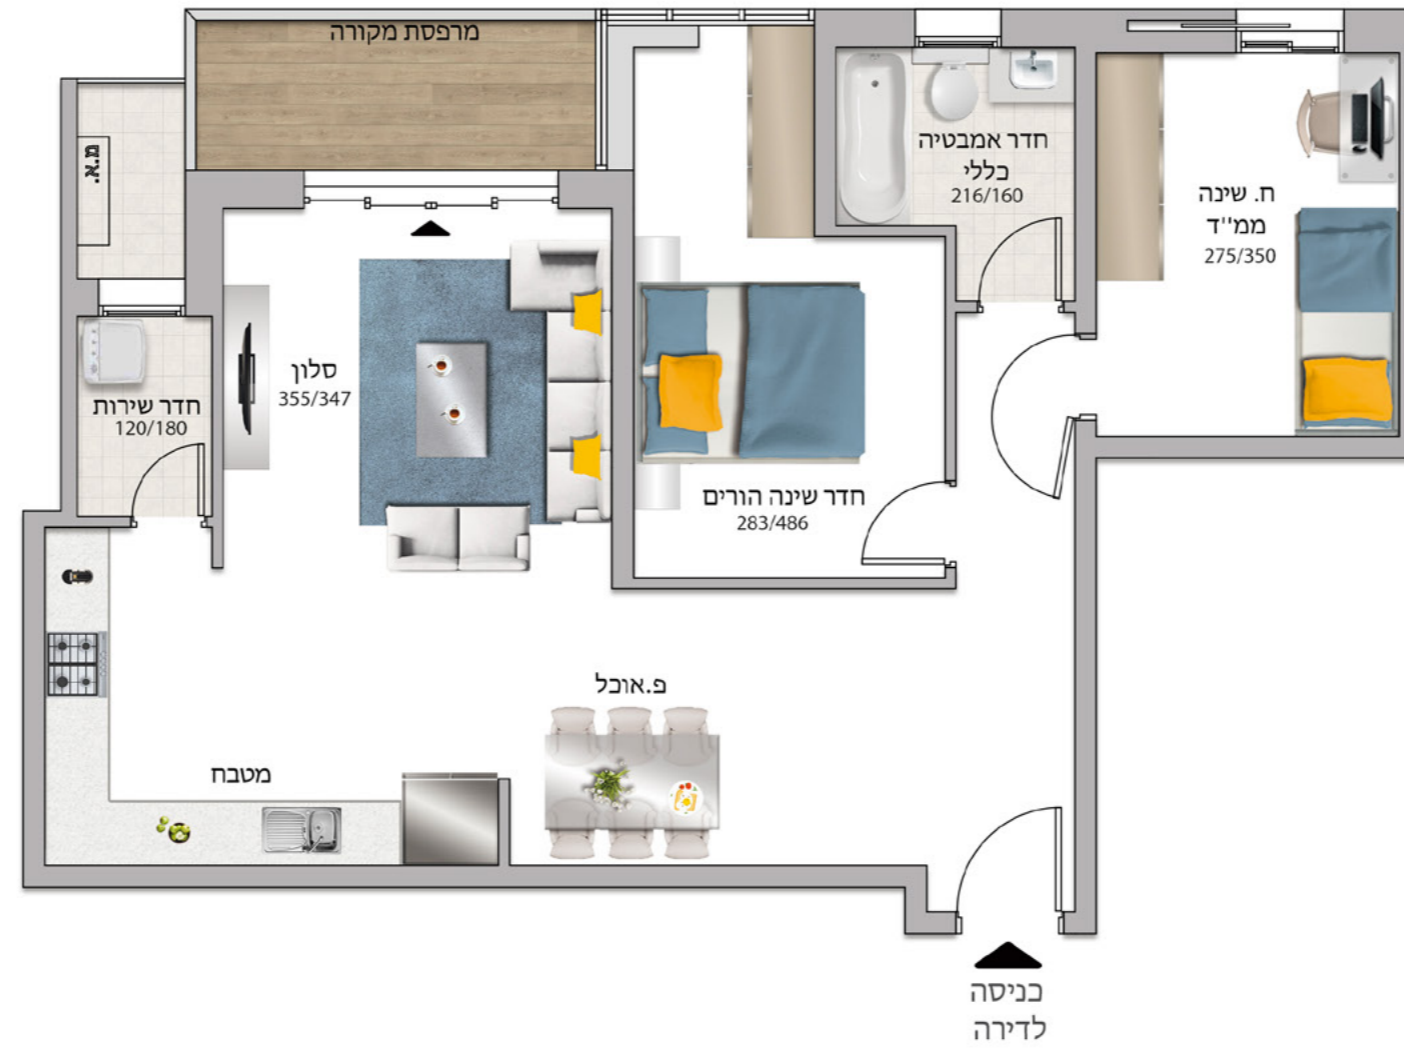 מרפסת מקורה
מ.א.
חדר אמבטיה
כללי
216/160
ח. שינה
ממ''ד
275/350
סלון
355/347
חדר שירות
120/180
חדר שינה הורים
283/486
פ.אוכל
מטבח
כניסה
לדירה